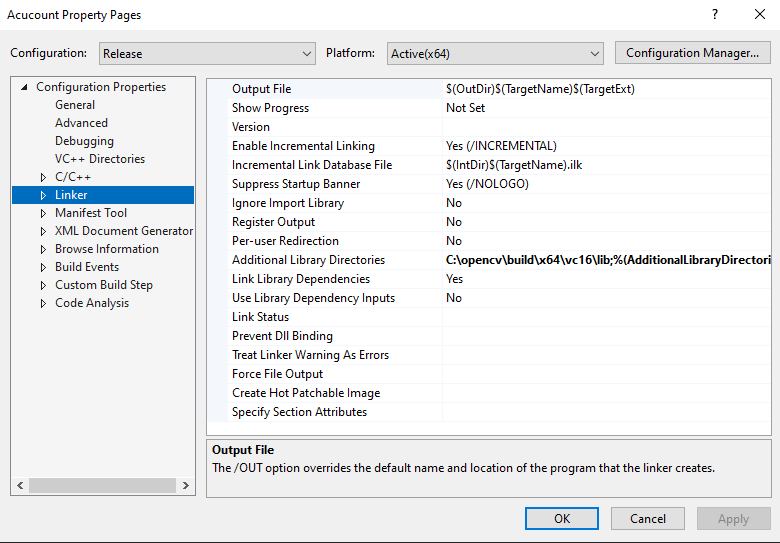 Acucount Property Pages
Configuration: Release Platform: Active(x64) Configuration Manager...
Configuration Properties
General
Advanced
Debugging
VC++ Directories
C/C++
Linker
Manifest Tool
XML Document Generator
Browse Information
Build Events
Custom Build Step
Code Analysis
Output File $(OutDir)$(TargetName)$(TargetExt)
Show Progress Not Set
Version
Enable Incremental Linking Yes (/INCREMENTAL)
Incremental Link Database File $(IntDir)$(TargetName).ilk
Suppress Startup Banner Yes (/NOLOGO)
Ignore Import Library No
Register Output No
Per-user Redirection No
Additional Library Directories C:\opencv\build\x64\vc16\lib;%(AdditionalLibraryDirectori
Link Library Dependencies Yes
Use Library Dependency Inputs No
Link Status
Prevent Dll Binding
Treat Linker Warning As Errors
Force File Output
Create Hot Patchable Image
Specify Section Attributes
Output File
The /OUT option overrides the default name and location of the program that the linker creates.
OK Cancel Apply